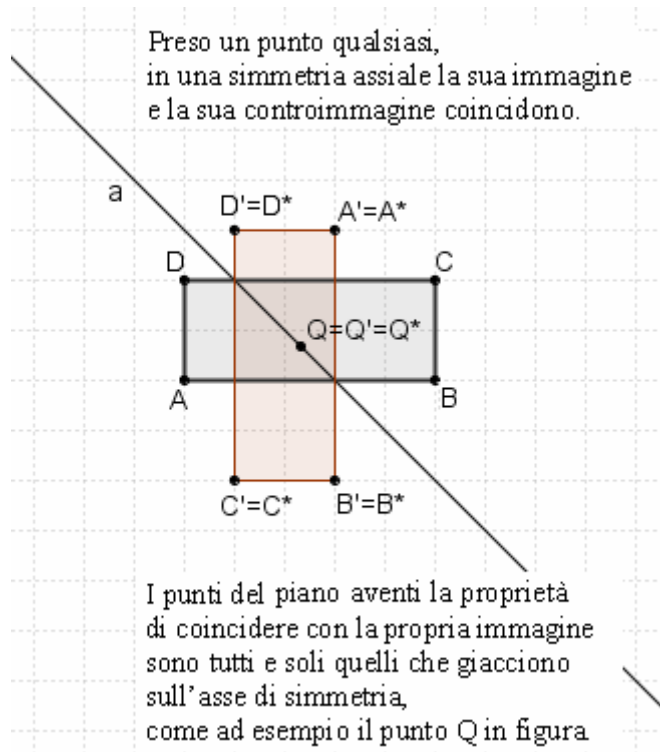 Preso un punto qualsiasi,
in una simmetria assiale la sua immagine
e la sua controimmagine coincidono.
a
D'=D* A'=A*
D C
Q=Q'=Q*
A B
C'=C* B'=B*
I punti del piano aventi la proprietà
di coincidere con la propria immagine
sono tutti e soli quelli che giacciono
sull'asse di simmetria,
come ad esempio il punto Q in figura